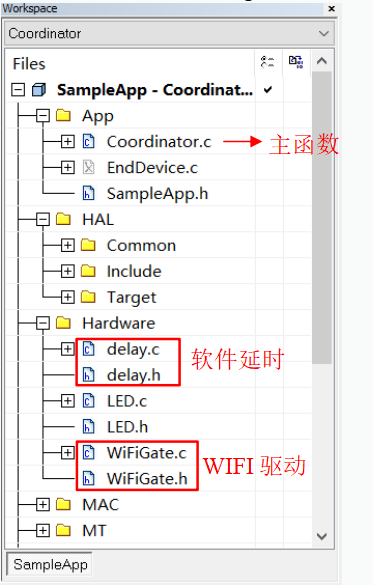 Workspace
Coordinator
Files
SampleApp - Coordinat...
App
Coordinator.c 主函数
EndDevice.c
SampleApp.h
HAL
Common
Include
Target
Hardware
delay.c
软件延时
delay.h
LED.c
LED.h
WiFiGate.c
WIFI 驱动
WiFiGate.h
MAC
MT
SampleApp